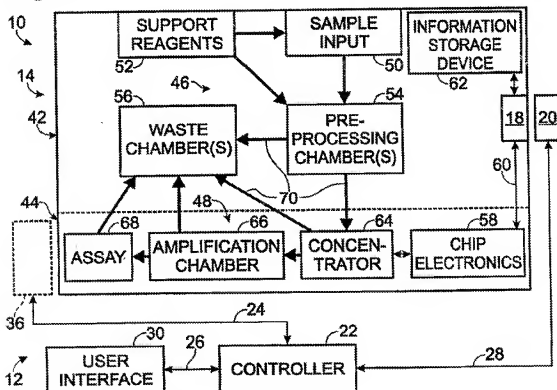 10
14
42
44
36
12
SUPPORT
REAGENTS
52
SAMPLE
INPUT
50
INFORMATION
STORAGE
DEVICE
62
46
56
WASTE
CHAMBER(S)
54
PRE-
PROCESSING
CHAMBER(S)
18
20
60
70
48
68
ASSAY
66
AMPLIFICATION
CHAMBER
64
CONCEN-
TRATOR
58
CHIP
ELECTRONICS
24
30
USER
INTERFACE
26
22
CONTROLLER
28